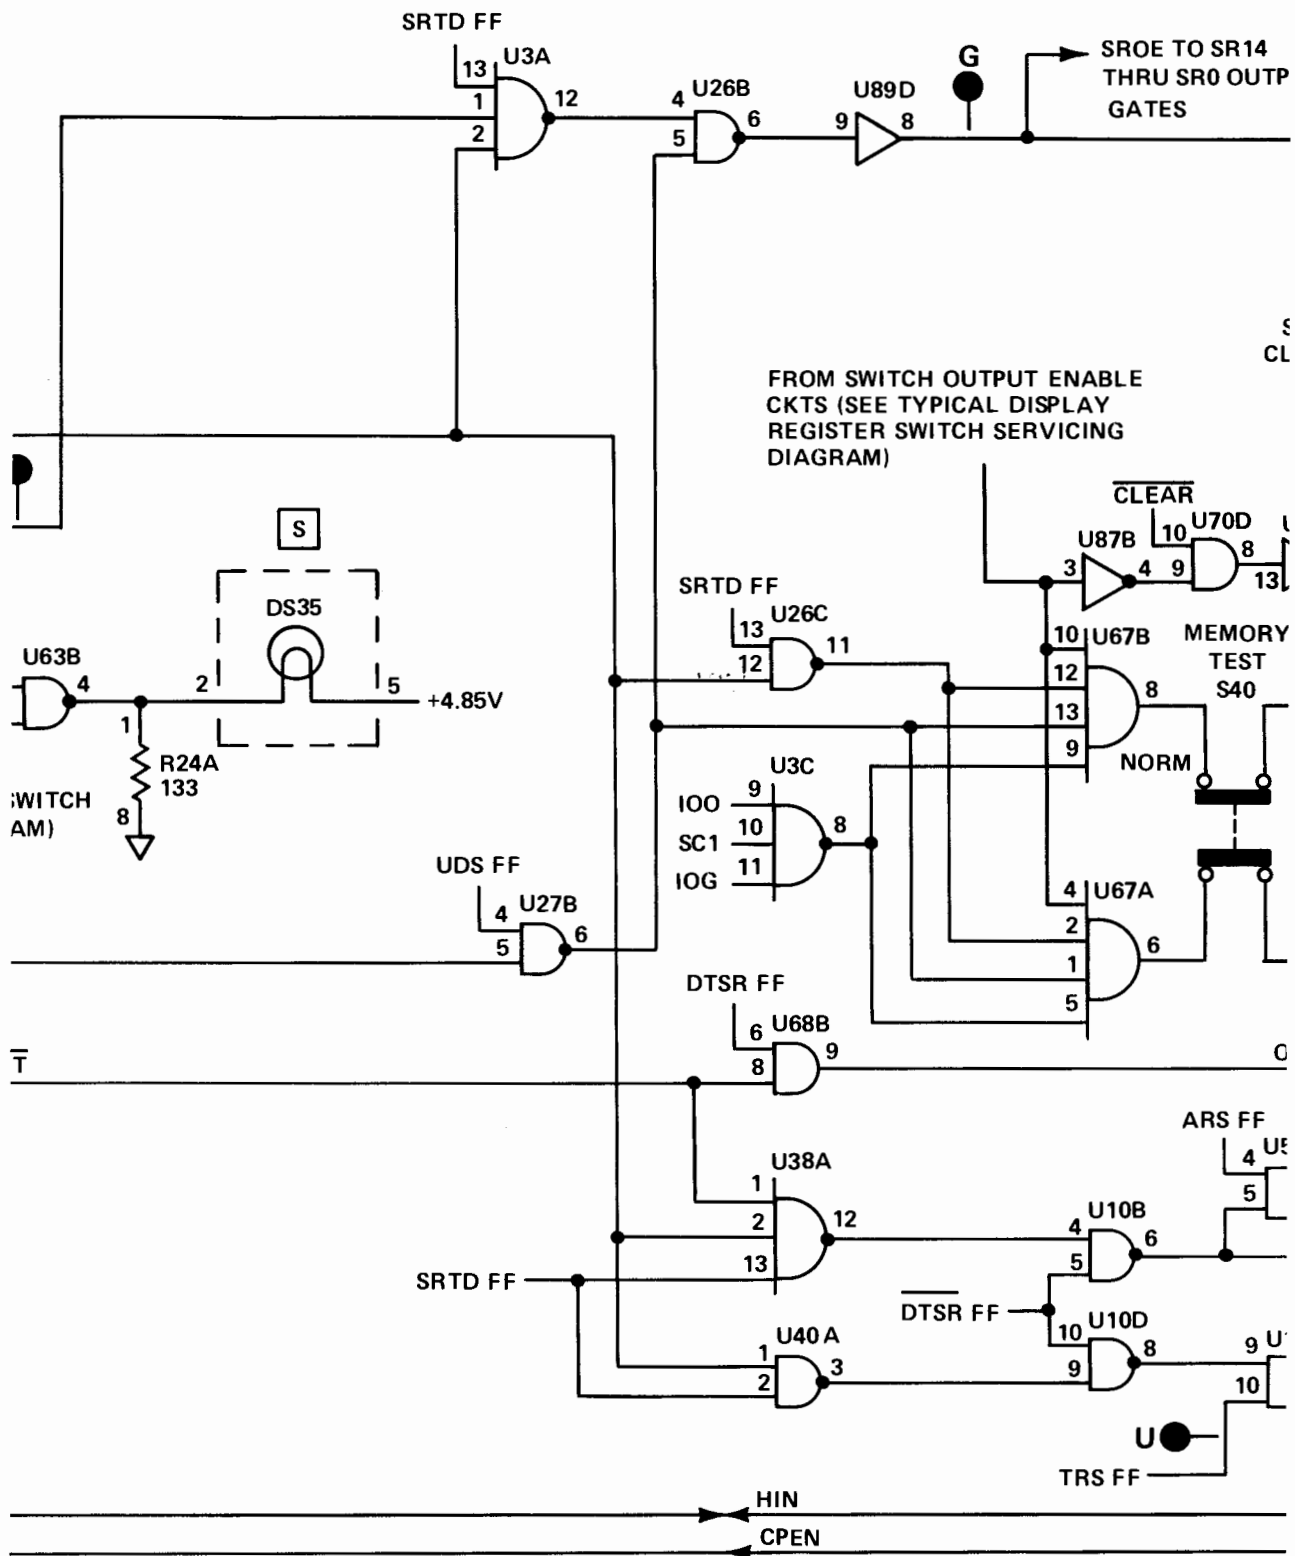 SRTD FF
U3A
13
1
2
12
U26B
4
5
6
U89D
9
8
G
SROE TO SR14
THRU SR0 OUTP
GATES
FROM SWITCH OUTPUT ENABLE
CKTS (SEE TYPICAL DISPLAY
REGISTER SWITCH SERVICING
DIAGRAM)
CL
CLEAR
U70D
10
9
8
13
U87B
3
4
S
DS35
U63B
4
2
5
+4.85V
1
R24A
133
8
AM)
SRTD FF
U26C
13
12
11
U67B
10
12
13
9
8
MEMORY
TEST
S40
NORM
U3C
IOO
9
SC1
10
IOG
11
8
U67A
4
2
1
5
6
UDS FF
U27B
4
5
6
DTSR FF
U68B
6
8
9
T
ARS FF
4
5
U38A
1
2
13
12
SRTD FF
U10B
4
5
6
DTSR FF
U10D
10
9
8
U40A
1
2
3
9
10
U
TRS FF
HIN
CPEN